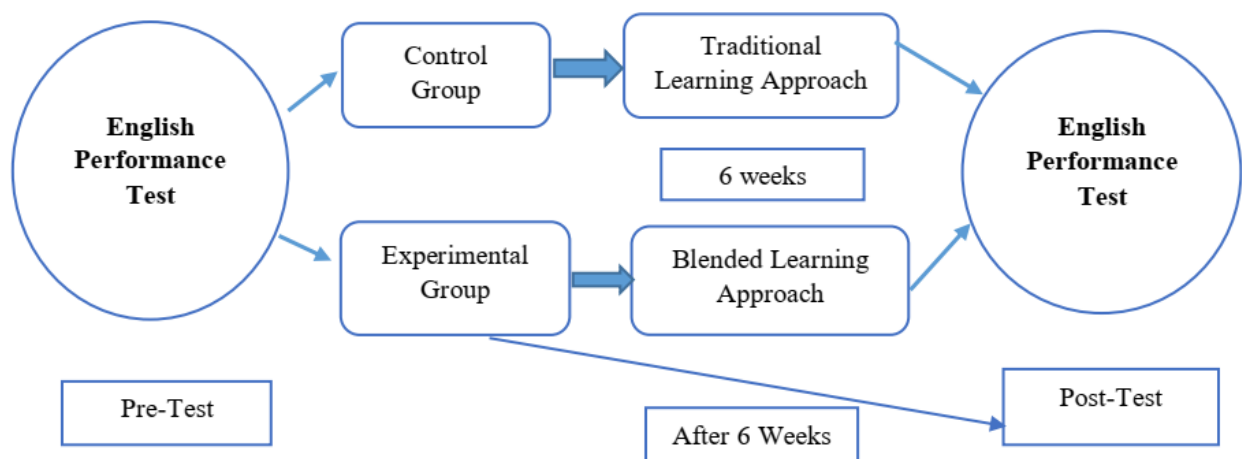 English
Performance
Test
Control
Group
Traditional
Learning Approach
6 weeks
Experimental
Group
Blended Learning
Approach
English
Performance
Test
Pre-Test
After 6 Weeks
Post-Test